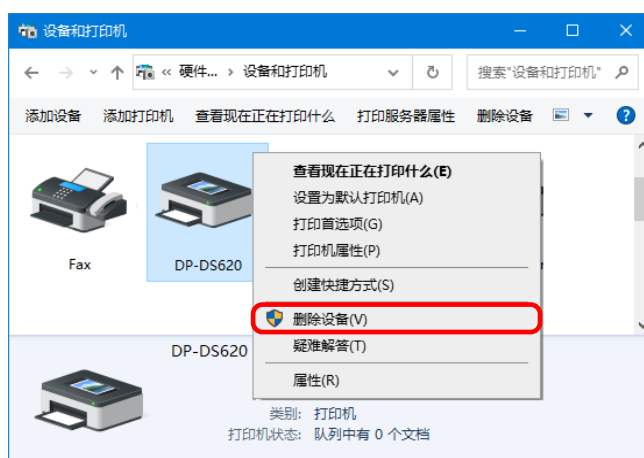 设备和打印机
« 硬件... › 设备和打印机
搜索"设备和打印机"
添加设备 添加打印机 查看现在正在打印什么 打印服务器属性 删除设备
Fax
DP-DS620
查看现在正在打印什么(E)
设置为默认打印机(A)
打印首选项(G)
打印机属性(P)
创建快捷方式(S)
删除设备(V)
疑难解答(T)
属性(R)
DP-DS620
类别: 打印机
打印机状态: 队列中有 0 个文档